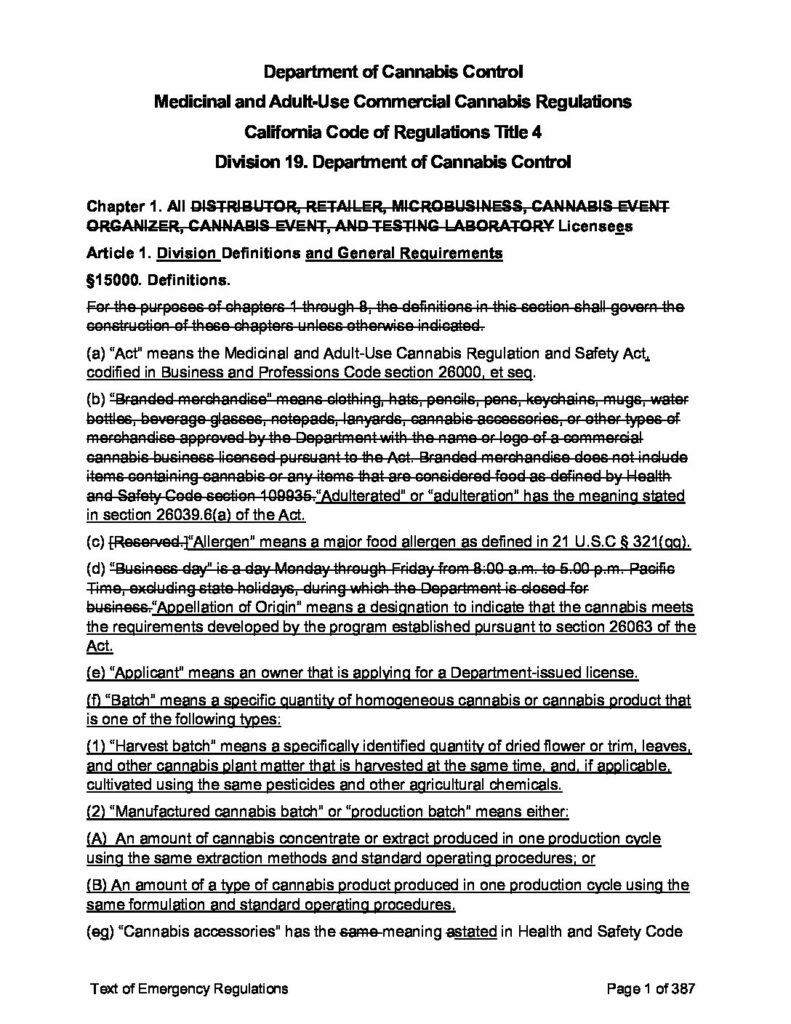 Department of Cannabis Control
Medicinal and Adult-Use Commercial Cannabis Regulations
California Code of Regulations Title 4
Division 19. Department of Cannabis Control
Chapter 1. All DISTRIBUTOR, RETAILER, MICROBUSINESS, CANNABIS EVENT
ORGANIZER, CANNABIS EVENT, AND TESTING LABORATORY Licensees
Article 1. Division Definitions and General Requirements
§15000. Definitions.
For the purposes of chapters 1 through 8, the definitions in this section shall govern the
construction of these chapters unless otherwise indicated.
(a) “Act” means the Medicinal and Adult-Use Cannabis Regulation and Safety Act,
codified in Business and Professions Code section 26000, et seq.
(b) “Branded merchandise” means clothing, hats, pencils, pens, keychains, mugs, water
bottles, beverage glasses, notepads, lanyards, cannabis accessories, or other types of
merchandise approved by the Department with the name or logo of a commercial
cannabis business licensed pursuant to the Act. Branded merchandise does not include
items containing cannabis or any items that are considered food as defined by Health
and Safety Code section 109935.“Adulterated” or “adulteration” has the meaning stated
in section 26039.6(a) of the Act.
(c) [Reserved.]“Allergen” means a major food allergen as defined in 21 U.S.C § 321(qq).
(d) “Business day” is a day Monday through Friday from 8:00 a.m. to 5:00 p.m. Pacific
Time, excluding state holidays, during which the Department is closed for
business.“Appellation of Origin” means a designation to indicate that the cannabis meets
the requirements developed by the program established pursuant to section 26063 of the
Act.
(e) “Applicant” means an owner that is applying for a Department-issued license.
(f) “Batch” means a specific quantity of homogeneous cannabis or cannabis product that
is one of the following types:
(1) “Harvest batch” means a specifically identified quantity of dried flower or trim, leaves,
and other cannabis plant matter that is harvested at the same time, and, if applicable,
cultivated using the same pesticides and other agricultural chemicals.
(2) “Manufactured cannabis batch” or “production batch” means either:
(A) An amount of cannabis concentrate or extract produced in one production cycle
using the same extraction methods and standard operating procedures; or
(B) An amount of a type of cannabis product produced in one production cycle using the
same formulation and standard operating procedures.
(eg) “Cannabis accessories” has the same meaning astated in Health and Safety Code
Text of Emergency Regulations
Page 1 of 387